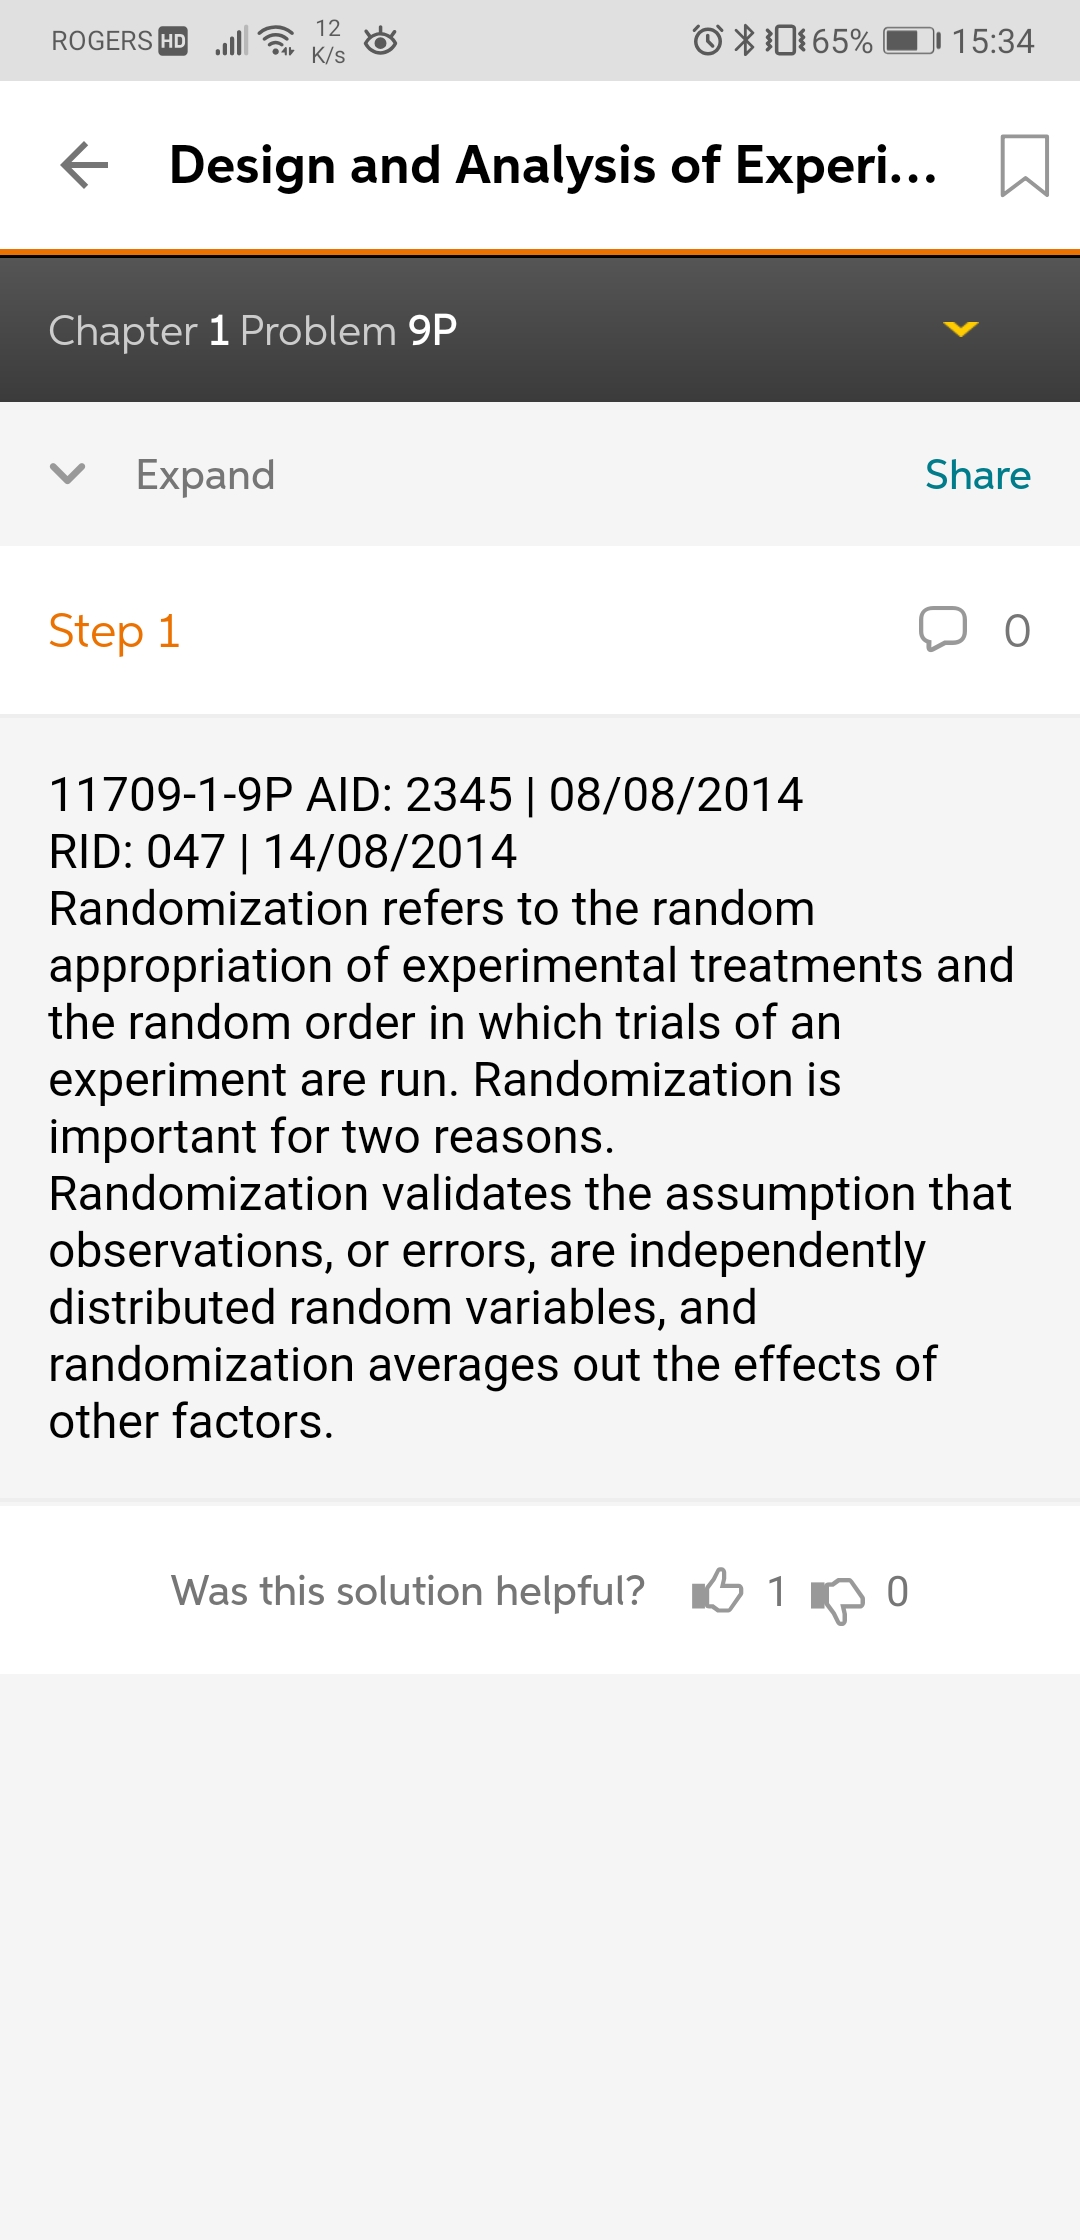 ROGERS HD 12 K/s 65% 15:34
Design and Analysis of Experi...
Chapter 1 Problem 9P
Expand Share
Step 1 0
11709-1-9P AID: 2345 | 08/08/2014
RID: 047 | 14/08/2014
Randomization refers to the random
appropriation of experimental treatments and
the random order in which trials of an
experiment are run. Randomization is
important for two reasons.
Randomization validates the assumption that
observations, or errors, are independently
distributed random variables, and
randomization averages out the effects of
other factors.
Was this solution helpful? 1 0